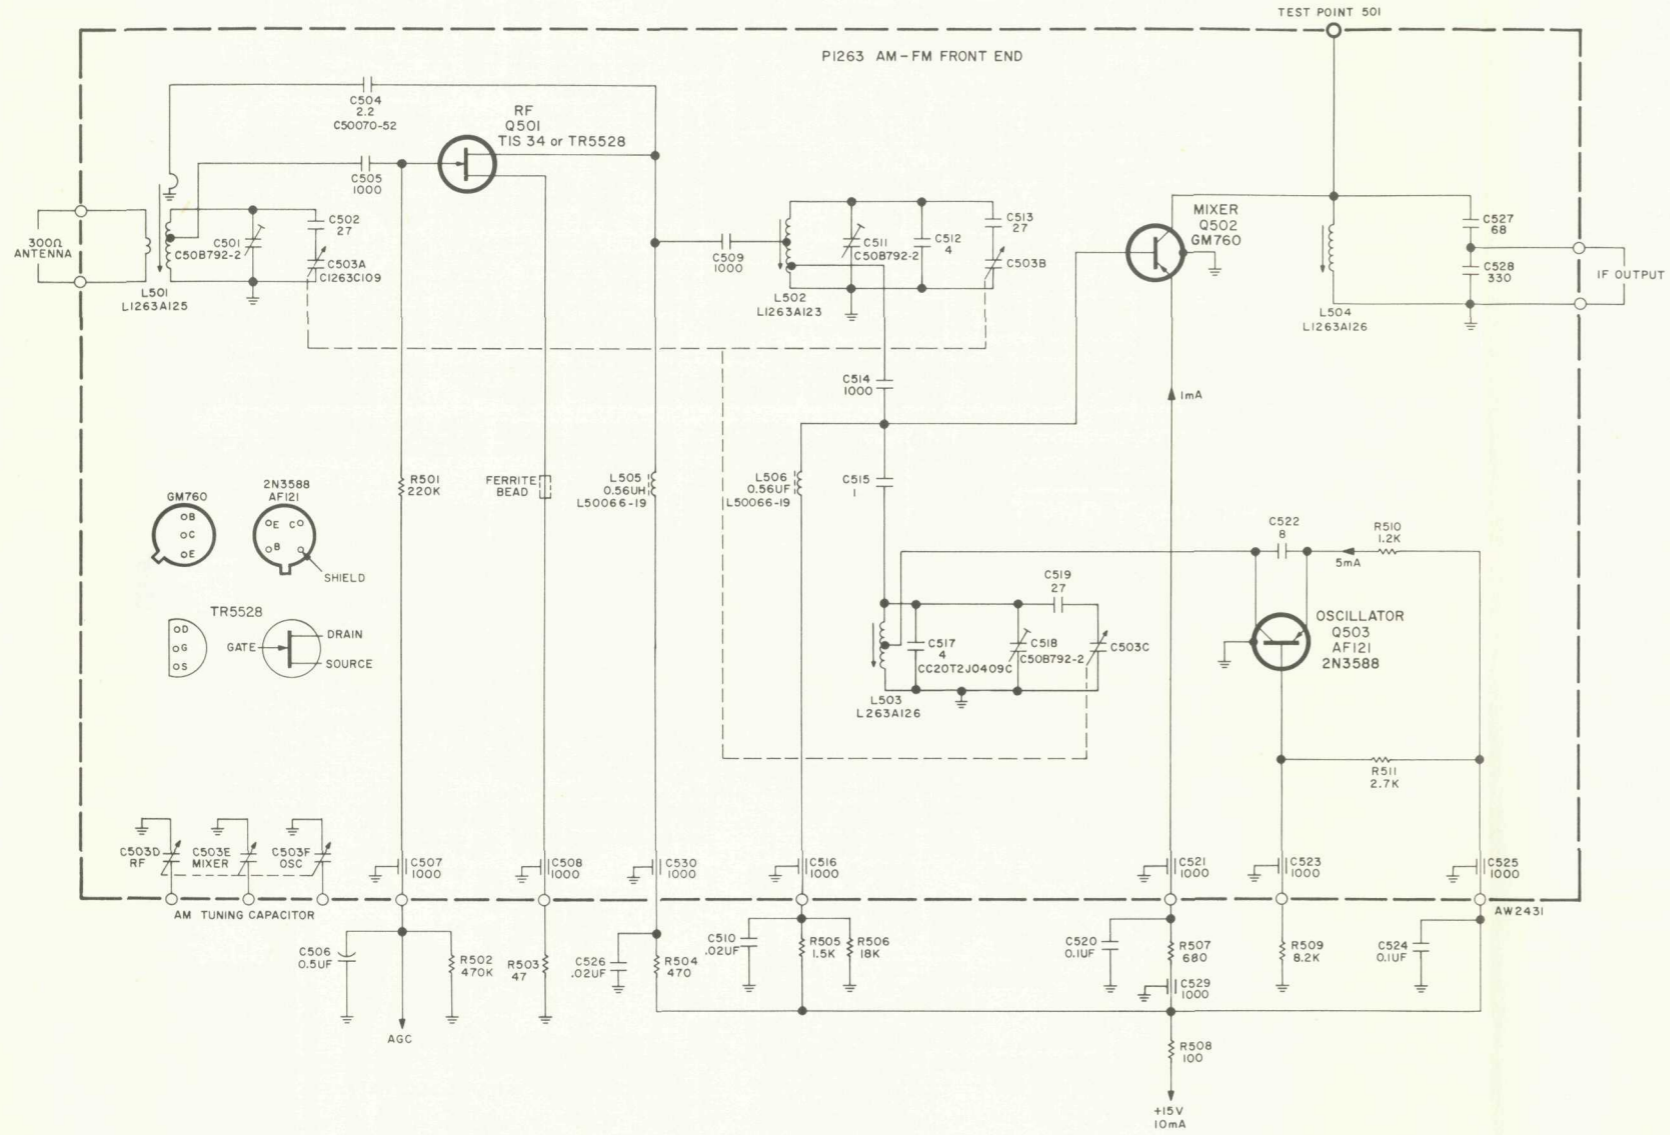 TEST POINT 501
P1263 AM-FM FRONT END
C504
2.2
C50070-52
RF
Q501
TIS 34 or TR5528
C505
1000
300Ω
ANTENNA
C501
C50B792-2
C502
27
C503A
C1263C109
L501
L1263A125
C509
1000
C511
C50B792-2
C512
4
C513
27
C503B
L502
L1263A123
MIXER
Q502
GM760
C527
68
C528
330
IF OUTPUT
L504
L1263A126
C514
1000
1mA
GM760
B
C
E
2N3588
AF121
E
C
B
SHIELD
R501
220K
FERRITE
BEAD
L505
0.56UH
L50066-19
L506
0.56UF
L50066-19
C515
1
C522
8
R510
1.2K
5mA
TR5528
D
G
S
GATE
DRAIN
SOURCE
C519
27
C517
4
CC20T2J0409C
C518
C50B792-2
C503C
L503
L263A126
OSCILLATOR
Q503
AF121
2N3588
R511
2.7K
C503D
RF
C503E
MIXER
C503F
OSC
C507
1000
C508
1000
C530
1000
C516
1000
C521
1000
C523
1000
C525
1000
AM TUNING CAPACITOR
AW2431
C506
0.5UF
R502
470K
R503
47
C526
.02UF
R504
470
C510
.02UF
R505
1.5K
R506
18K
C520
0.1UF
R507
680
C529
1000
R509
8.2K
C524
0.1UF
AGC
R508
100
+15V
10mA